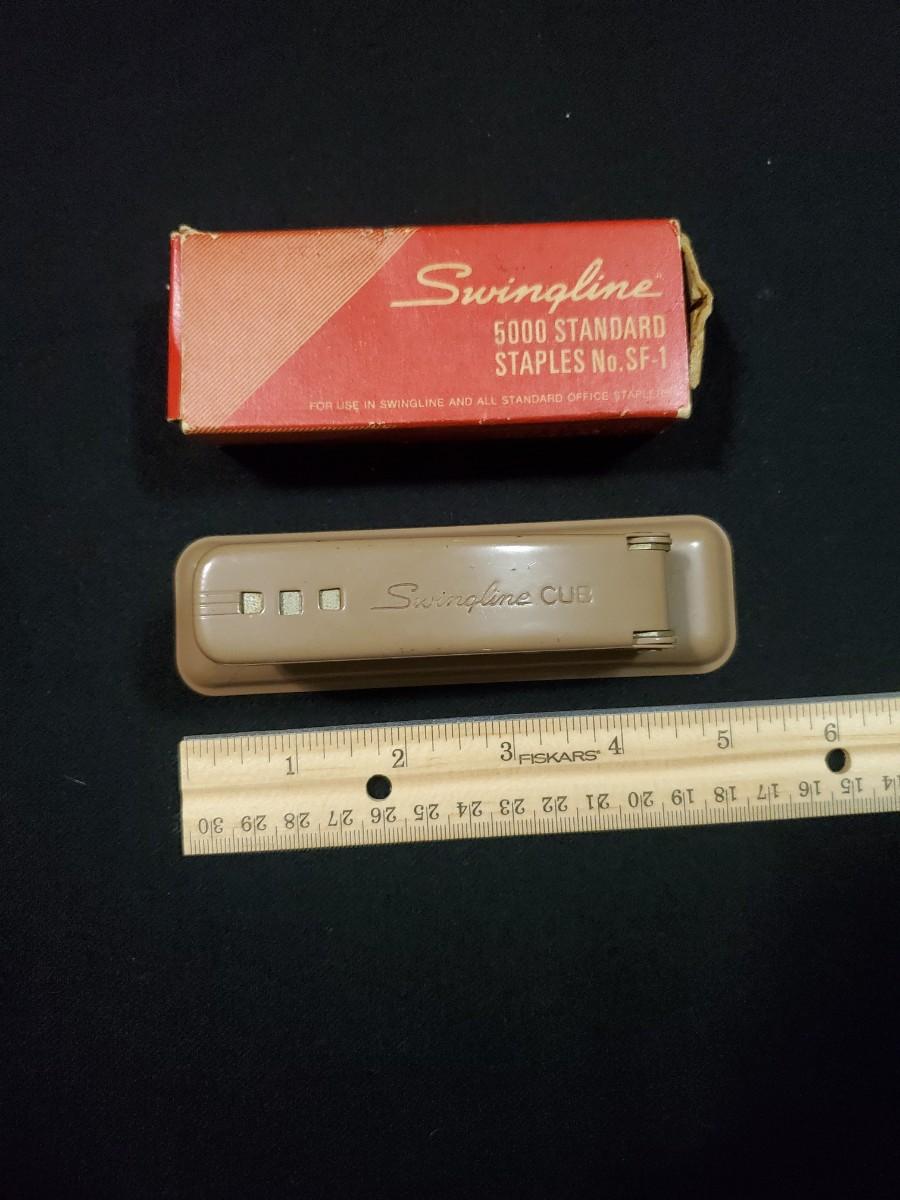 Swingline
5000 STANDARD
STAPLES No. SF-1
FOR USE IN SWINGLINE AND ALL STANDARD OFFICE STAPLERS
Swingline CUB
1 2 3 4 5 6
FISKARS
30 29 28 27 26 25 24 23 22 21 20 19 18 17 16 15 14